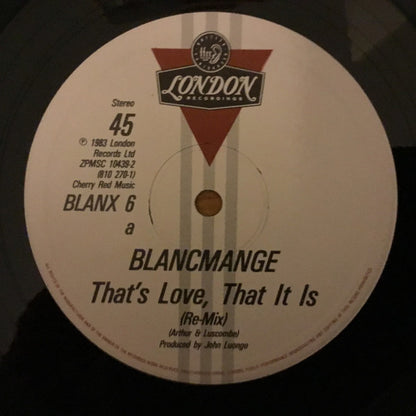 LONDON
RECORDINGS
Stereo
45
℗ 1983 London
Records Ltd
ZPMSC 10439-2
(810 270-1)
Cherry Red Music
BLANX 6
a
BLANCMANGE
That's Love, That It Is
(Re-Mix)
(Arthur & Luscombe)
Produced by John Luongo